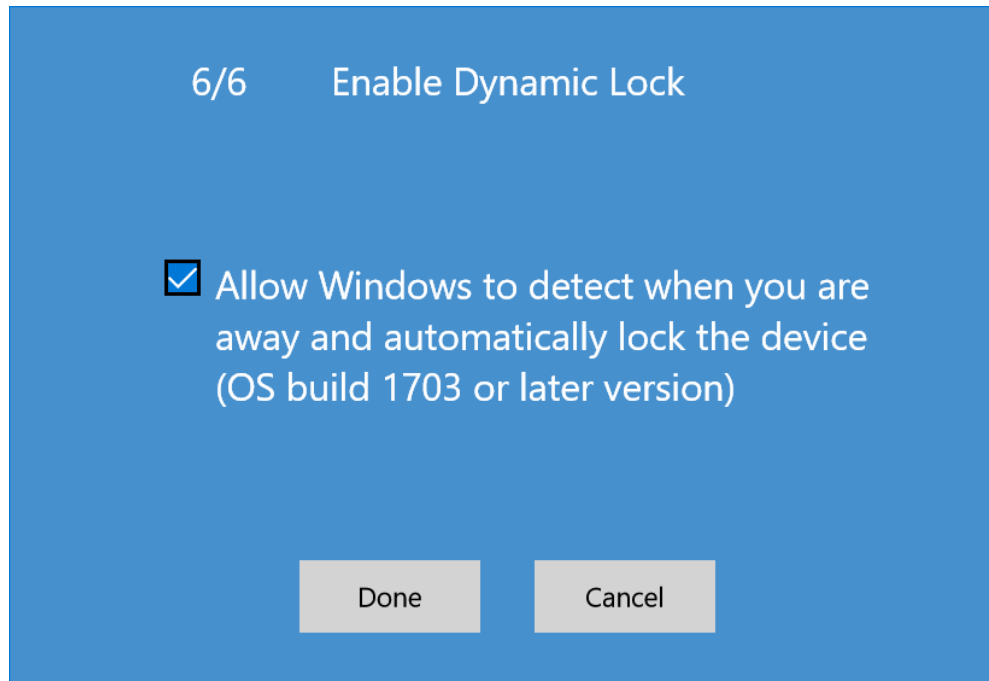 6/6 Enable Dynamic Lock
Allow Windows to detect when you are
away and automatically lock the device
(OS build 1703 or later version)
Done Cancel